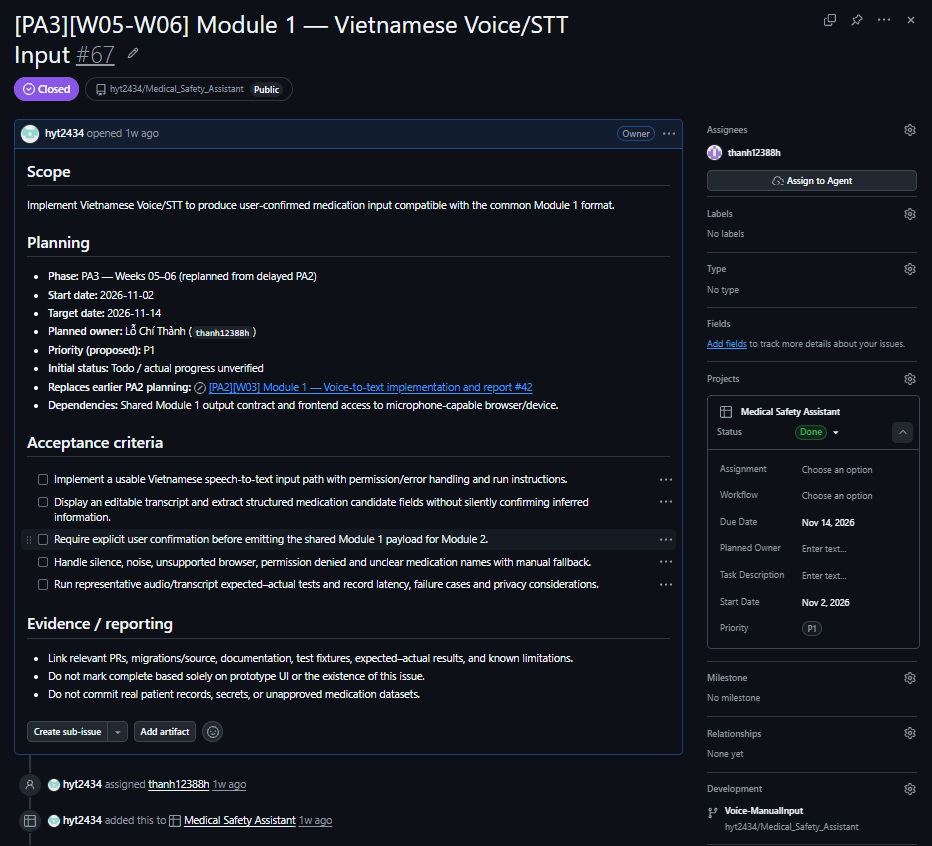 [PA3][W05-W06] Module 1 — Vietnamese Voice/STT
Input #67
Closed
hyt2434/Medical_Safety_Assistant Public
hyt2434 opened 1w ago
Owner
Scope
Implement Vietnamese Voice/STT to produce user-confirmed medication input compatible with the common Module 1 format.
Planning
Phase: PA3 — Weeks 05–06 (replanned from delayed PA2)
Start date: 2026-11-02
Target date: 2026-11-14
Planned owner: Lỗ Chí Thành ( thanh12388h )
Priority (proposed): P1
Initial status: Todo / actual progress unverified
Replaces earlier PA2 planning: [PA2][W03] Module 1 — Voice-to-text implementation and report #42
Dependencies: Shared Module 1 output contract and frontend access to microphone-capable browser/device.
Acceptance criteria
Implement a usable Vietnamese speech-to-text input path with permission/error handling and run instructions.
Display an editable transcript and extract structured medication candidate fields without silently confirming inferred
information.
Require explicit user confirmation before emitting the shared Module 1 payload for Module 2.
Handle silence, noise, unsupported browser, permission denied and unclear medication names with manual fallback.
Run representative audio/transcript expected–actual tests and record latency, failure cases and privacy considerations.
Evidence / reporting
Link relevant PRs, migrations/source, documentation, test fixtures, expected–actual results, and known limitations.
Do not mark complete based solely on prototype UI or the existence of this issue.
Do not commit real patient records, secrets, or unapproved medication datasets.
Create sub-issue
Add artifact
hyt2434 assigned thanh12388h 1w ago
hyt2434 added this to Medical Safety Assistant 1w ago
Assignees
thanh12388h
Assign to Agent
Labels
No labels
Type
No type
Fields
Add fields to track more details about your issues.
Projects
Medical Safety Assistant
Status Done
Assignment Choose an option
Workflow Choose an option
Due Date Nov 14, 2026
Planned Owner Enter text...
Task Description Enter text...
Start Date Nov 2, 2026
Priority P1
Milestone
No milestone
Relationships
None yet
Development
Voice-ManualInput
hyt2434/Medical_Safety_Assistant